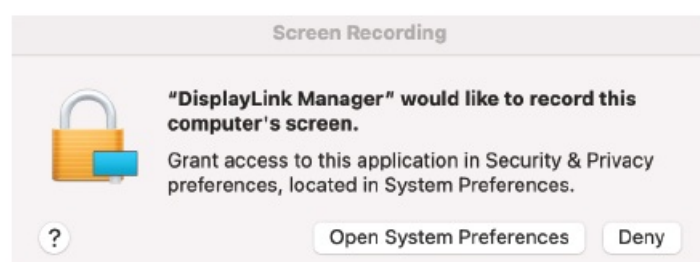 Screen Recording
“DisplayLink Manager” would like to record this
computer's screen.
Grant access to this application in Security & Privacy
preferences, located in System Preferences.
?
Open System Preferences
Deny